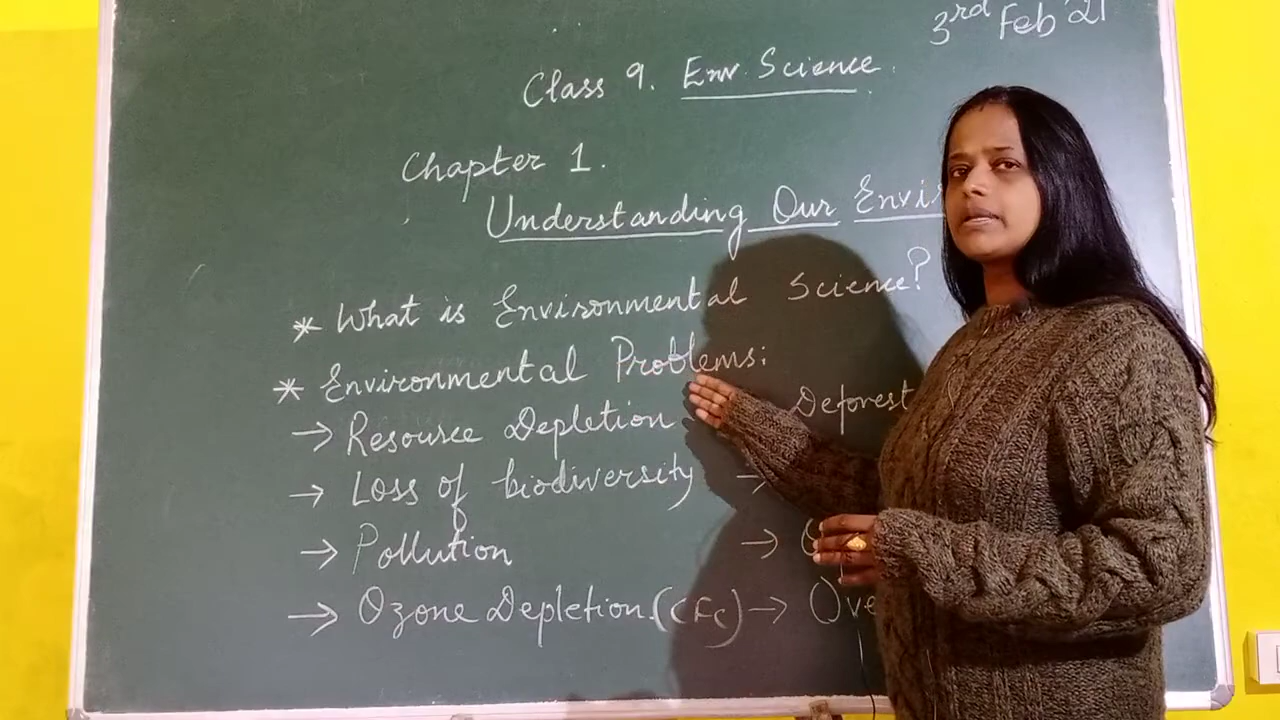 3rd Feb '21
Class 9. Env. Science.
Chapter 1.
Understanding Our Envir
* What is Environmental Science?
* Environmental Problems:
→ Resource Depletion Deforest
→ Loss of biodiversity →
→ Pollution →
→ Ozone Depletion. (CFC) → Ove